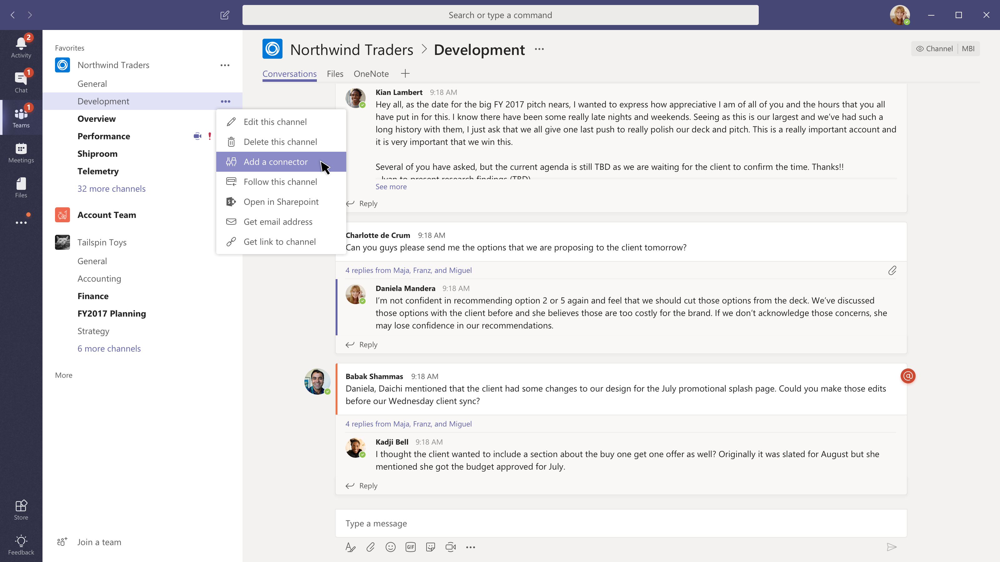 Search or type a command
2
Activity
1
Chat
1
Teams
Meetings
Files
Store
Feedback
Favorites
Northwind Traders
General
Development
Overview
Performance
Shiproom
Telemetry
32 more channels
Account Team
Tailspin Toys
General
Accounting
Finance
FY2017 Planning
Strategy
6 more channels
More
Join a team
Edit this channel
Delete this channel
Add a connector
Follow this channel
Open in Sharepoint
Get email address
Get link to channel
Northwind Traders > Development
Channel | MBI
Conversations Files OneNote
Kian Lambert 9:18 AM
Hey all, as the date for the big FY 2017 pitch nears, I wanted to express how appreciative I am of all of you and the hours that you all
have put in for this. I know there have been some really late nights and weekends. Seeing as this is our largest and we’ve had such a
long history with them, I just ask that we all give one last push to really polish our deck and pitch. This is a really important account and
it is very important that we win this.
Several of you have asked, but the current agenda is still TBD as we are waiting for the client to confirm the time. Thanks!!
to present research findings (TBD)
See more
Reply
Charlotte de Crum 9:18 AM
Can you guys please send me the options that we are proposing to the client tomorrow?
4 replies from Maja, Franz, and Miguel
Daniela Mandera 9:18 AM
I’m not confident in recommending option 2 or 5 again and feel that we should cut those options from the deck. We’ve discussed
those options with the client before and she believes those are too costly for the brand. If we don’t acknowledge those concerns, she
may lose confidence in our recommendations.
Reply
Babak Shammas 9:18 AM
@
Daniela, Daichi mentioned that the client had some changes to our design for the July promotional splash page. Could you make those edits
before our Wednesday client sync?
4 replies from Maja, Franz, and Miguel
Kadji Bell 9:18 AM
I thought the client wanted to include a section about the buy one get one offer as well? Originally it was slated for August but she
mentioned she got the budget approved for July.
Reply
Type a message
GIF